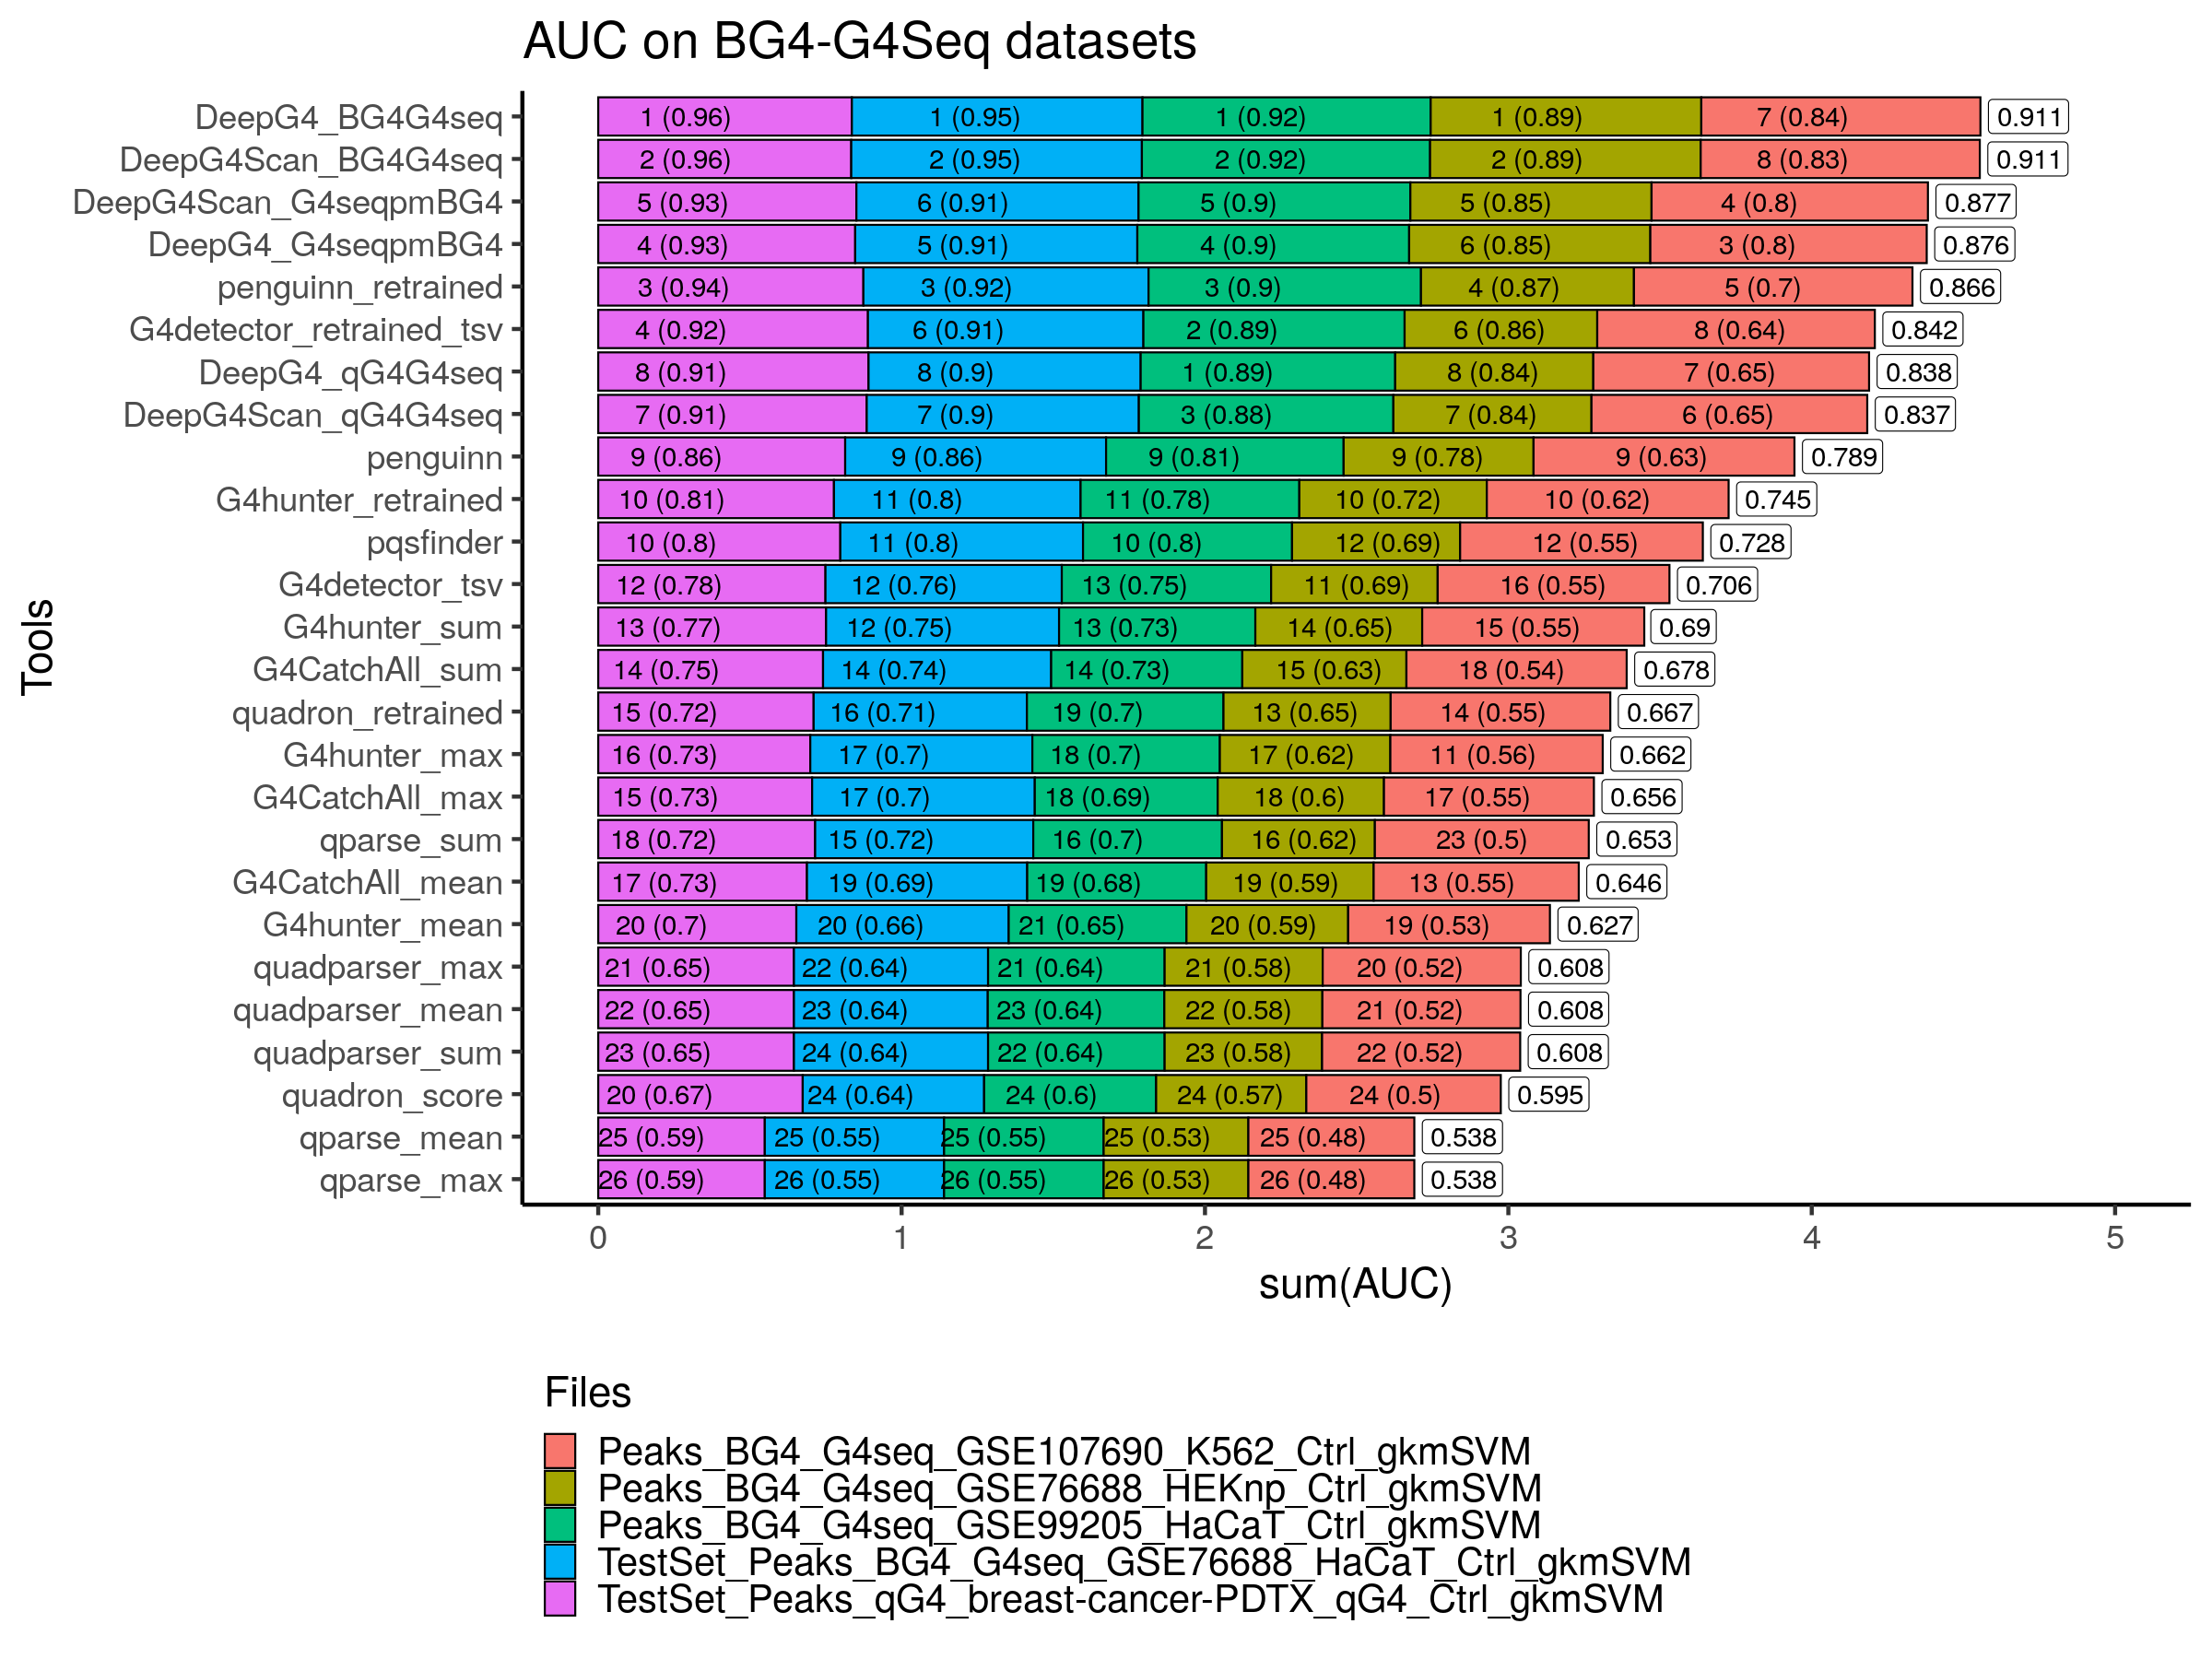 AUC on BG4-G4Seq datasets
DeepG4_BG4G4seq 1 (0.96) 1 (0.95) 1 (0.92) 1 (0.89) 7 (0.84) 0.911
DeepG4Scan_BG4G4seq 2 (0.96) 2 (0.95) 2 (0.92) 2 (0.89) 8 (0.83) 0.911
DeepG4Scan_G4seqpmBG4 5 (0.93) 6 (0.91) 5 (0.9) 5 (0.85) 4 (0.8) 0.877
DeepG4_G4seqpmBG4 4 (0.93) 5 (0.91) 4 (0.9) 6 (0.85) 3 (0.8) 0.876
penguinn_retrained 3 (0.94) 3 (0.92) 3 (0.9) 4 (0.87) 5 (0.7) 0.866
G4detector_retrained_tsv 4 (0.92) 6 (0.91) 2 (0.89) 6 (0.86) 8 (0.64) 0.842
DeepG4_qG4G4seq 8 (0.91) 8 (0.9) 1 (0.89) 8 (0.84) 7 (0.65) 0.838
DeepG4Scan_qG4G4seq 7 (0.91) 7 (0.9) 3 (0.88) 7 (0.84) 6 (0.65) 0.837
penguinn 9 (0.86) 9 (0.86) 9 (0.81) 9 (0.78) 9 (0.63) 0.789
G4hunter_retrained 10 (0.81) 11 (0.8) 11 (0.78) 10 (0.72) 10 (0.62) 0.745
pqsfinder 10 (0.8) 11 (0.8) 10 (0.8) 12 (0.69) 12 (0.55) 0.728
G4detector_tsv 12 (0.78) 12 (0.76) 13 (0.75) 11 (0.69) 16 (0.55) 0.706
G4hunter_sum 13 (0.77) 12 (0.75) 13 (0.73) 14 (0.65) 15 (0.55) 0.69
G4CatchAll_sum 14 (0.75) 14 (0.74) 14 (0.73) 15 (0.63) 18 (0.54) 0.678
quadron_retrained 15 (0.72) 16 (0.71) 19 (0.7) 13 (0.65) 14 (0.55) 0.667
G4hunter_max 16 (0.73) 17 (0.7) 18 (0.7) 17 (0.62) 11 (0.56) 0.662
G4CatchAll_max 15 (0.73) 17 (0.7) 18 (0.69) 18 (0.6) 17 (0.55) 0.656
qparse_sum 18 (0.72) 15 (0.72) 16 (0.7) 16 (0.62) 23 (0.5) 0.653
G4CatchAll_mean 17 (0.73) 19 (0.69) 19 (0.68) 19 (0.59) 13 (0.55) 0.646
G4hunter_mean 20 (0.7) 20 (0.66) 21 (0.65) 20 (0.59) 19 (0.53) 0.627
quadparser_max 21 (0.65) 22 (0.64) 21 (0.64) 21 (0.58) 20 (0.52) 0.608
quadparser_mean 22 (0.65) 23 (0.64) 23 (0.64) 22 (0.58) 21 (0.52) 0.608
quadparser_sum 23 (0.65) 24 (0.64) 22 (0.64) 23 (0.58) 22 (0.52) 0.608
quadron_score 20 (0.67) 24 (0.64) 24 (0.6) 24 (0.57) 24 (0.5) 0.595
qparse_mean 25 (0.59) 25 (0.55) 25 (0.55) 25 (0.53) 25 (0.48) 0.538
qparse_max 26 (0.59) 26 (0.55) 26 (0.55) 26 (0.53) 26 (0.48) 0.538
Tools
0 1 2 3 4 5
sum(AUC)
Files
Peaks_BG4_G4seq_GSE107690_K562_Ctrl_gkmSVM
Peaks_BG4_G4seq_GSE76688_HEKnp_Ctrl_gkmSVM
Peaks_BG4_G4seq_GSE99205_HaCaT_Ctrl_gkmSVM
TestSet_Peaks_BG4_G4seq_GSE76688_HaCaT_Ctrl_gkmSVM
TestSet_Peaks_qG4_breast-cancer-PDTX_qG4_Ctrl_gkmSVM